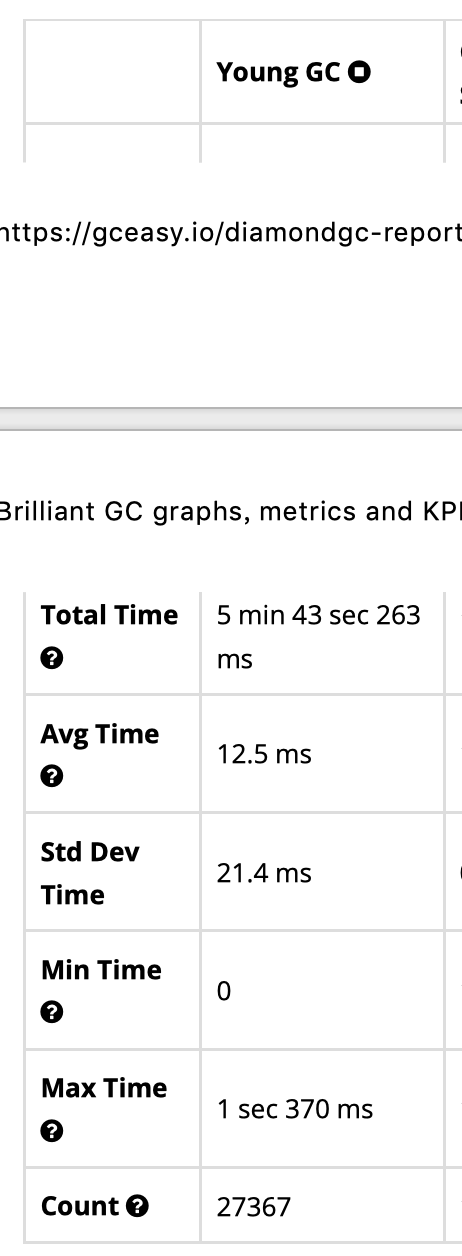 Young GC
https://gceasy.io/diamondgc-report
Brilliant GC graphs, metrics and KPI
Total Time
5 min 43 sec 263
ms
Avg Time
12.5 ms
Std Dev
Time
21.4 ms
Min Time
0
Max Time
1 sec 370 ms
Count
27367